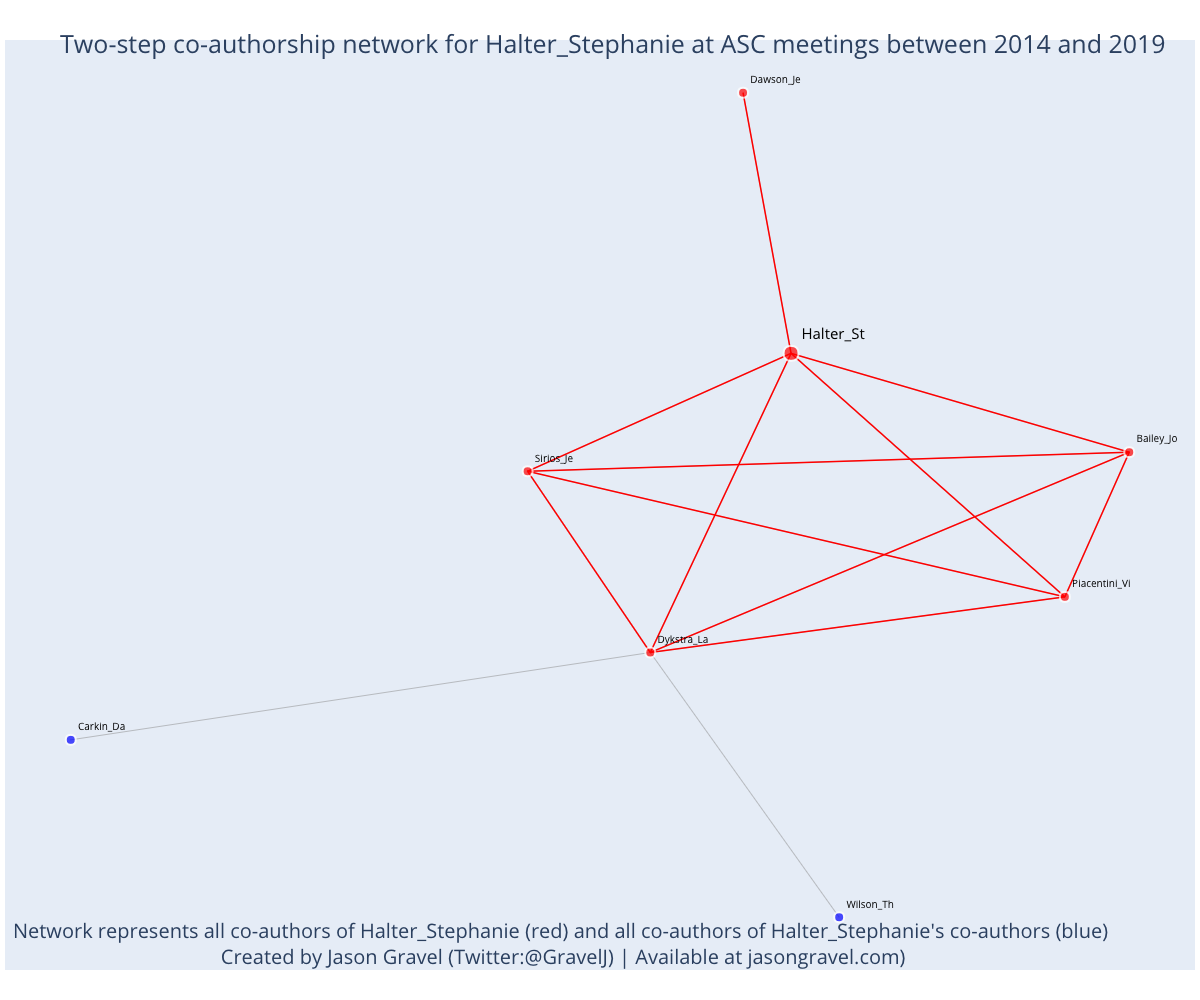 Two-step co-authorship network for Halter_Stephanie at ASC meetings between 2014 and 2019
Dawson_Je
Halter_St
Bailey_Jo
Sirios_Je
Piacentini_Vi
Dykstra_La
Carkin_Da
Wilson_Th
Network represents all co-authors of Halter_Stephanie (red) and all co-authors of Halter_Stephanie's co-authors (blue)
Created by Jason Gravel (Twitter:@GravelJ) | Available at jasongravel.com)